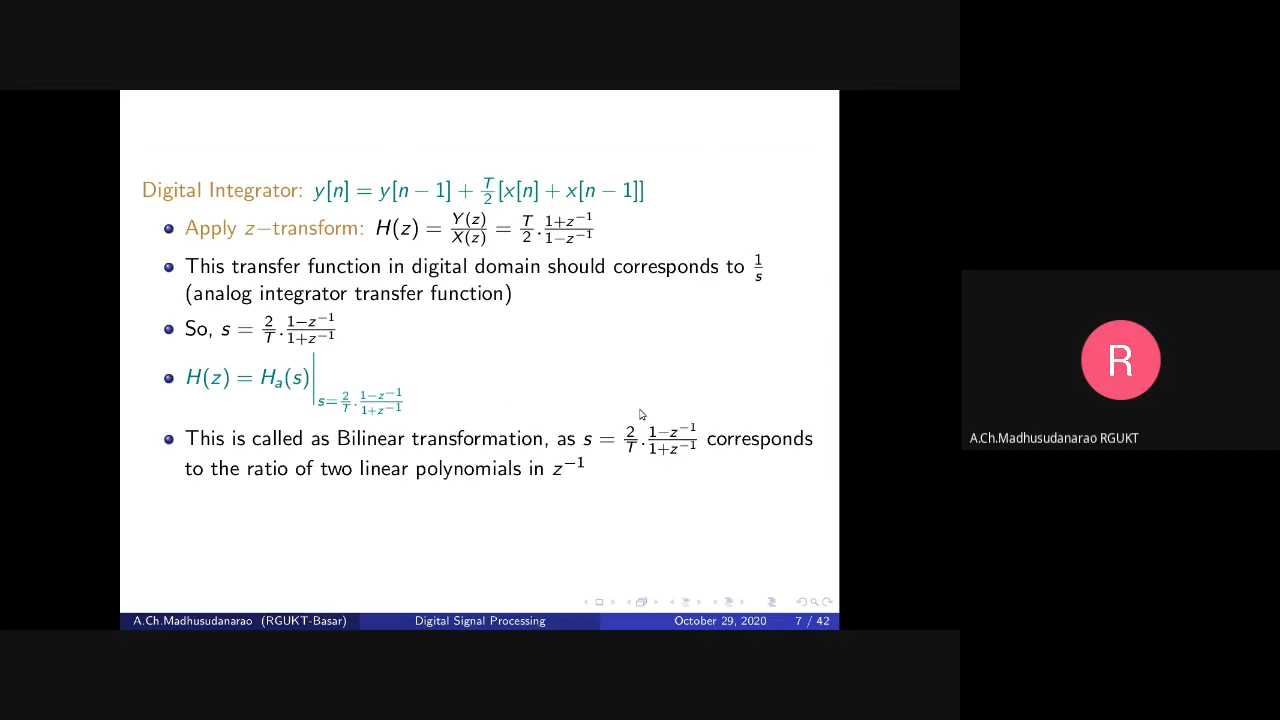 Digital Integrator: y[n] = y[n − 1] + T/2 [x[n] + x[n − 1]]
Apply z−transform: H(z) = Y(z)/X(z) = T/2 . 1+z⁻¹/1−z⁻¹
This transfer function in digital domain should corresponds to 1/s
(analog integrator transfer function)
So, s = 2/T . 1−z⁻¹/1+z⁻¹
H(z) = Hₐ(s)| s= 2/T . 1−z⁻¹/1+z⁻¹
This is called as Bilinear transformation, as s = 2/T . 1−z⁻¹/1+z⁻¹ corresponds
to the ratio of two linear polynomials in z⁻¹
A.Ch.Madhusudanarao (RGUKT-Basar) Digital Signal Processing October 29, 2020 7 / 42
R
A.Ch.Madhusudanarao RGUKT